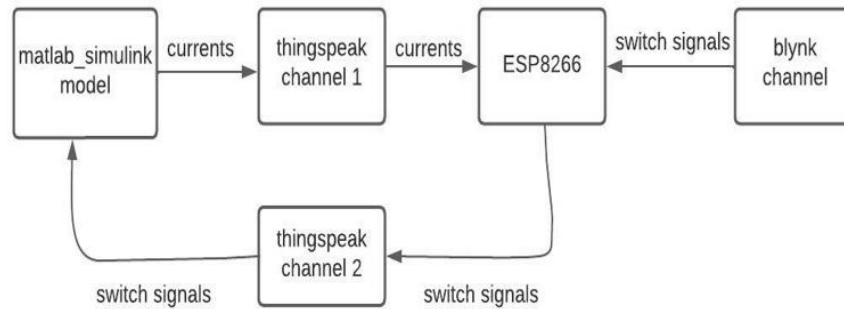 matlab_simulink
model
currents
thingspeak
channel 1
currents
ESP8266
switch signals
blynk
channel
thingspeak
channel 2
switch signals
switch signals